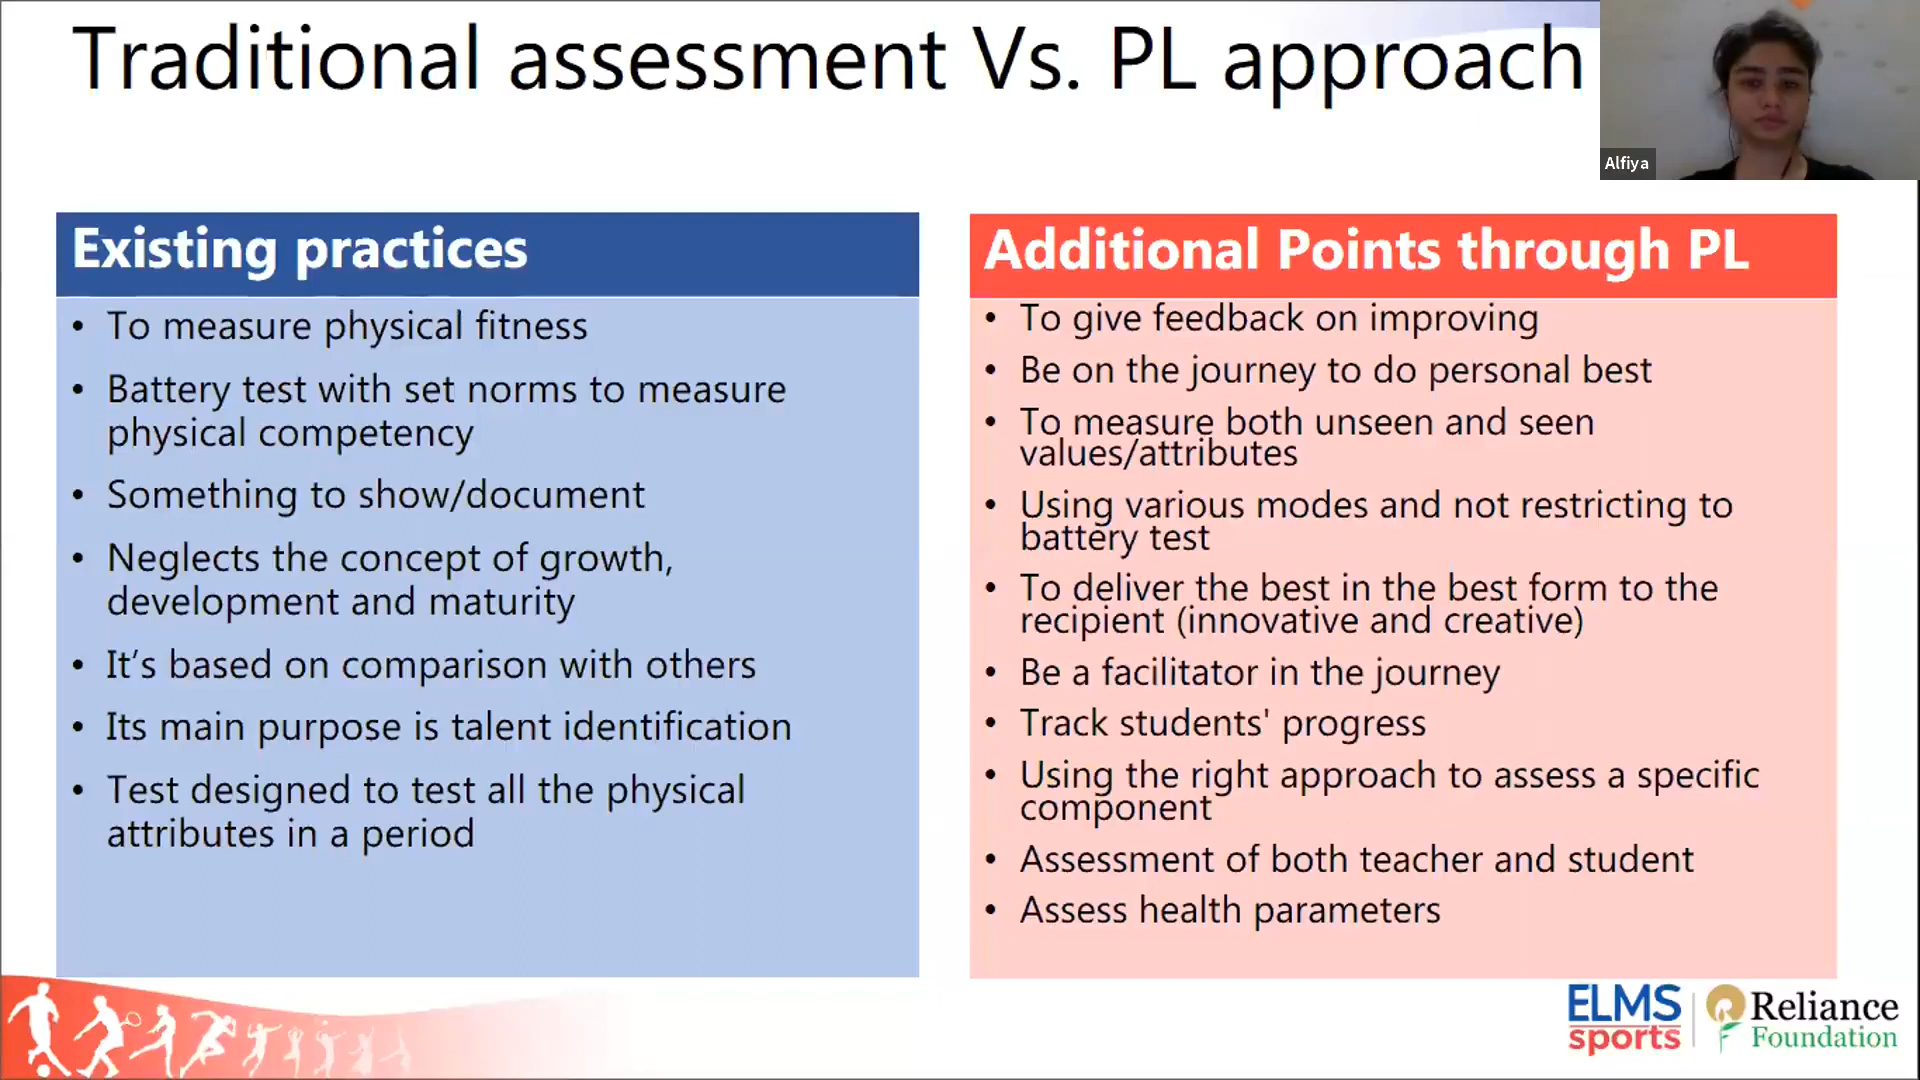 Traditional assessment Vs. PL approach
Alfiya
Existing practices
• To measure physical fitness
• Battery test with set norms to measure
physical competency
• Something to show/document
• Neglects the concept of growth,
development and maturity
• It’s based on comparison with others
• Its main purpose is talent identification
• Test designed to test all the physical
attributes in a period
Additional Points through PL
• To give feedback on improving
• Be on the journey to do personal best
• To measure both unseen and seen
values/attributes
• Using various modes and not restricting to
battery test
• To deliver the best in the best form to the
recipient (innovative and creative)
• Be a facilitator in the journey
• Track students' progress
• Using the right approach to assess a specific
component
• Assessment of both teacher and student
• Assess health parameters
ELMS
sports
Reliance
Foundation